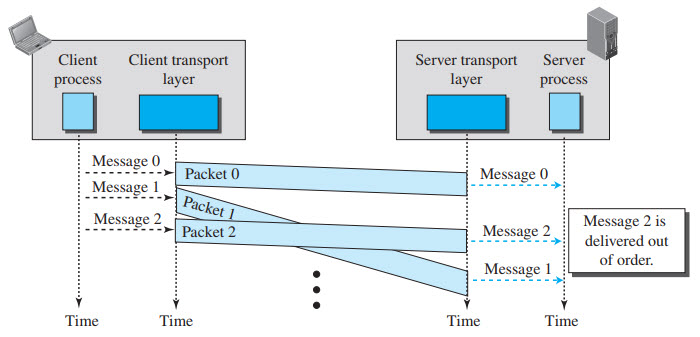 Client
process
Client transport
layer
Server transport
layer
Server
process
Message 0
Packet 0
Message 0
Message 1
Packet 1
Message 2
Packet 2
Message 2
Message 1
Message 2 is
delivered out
of order.
Time
Time
Time
Time